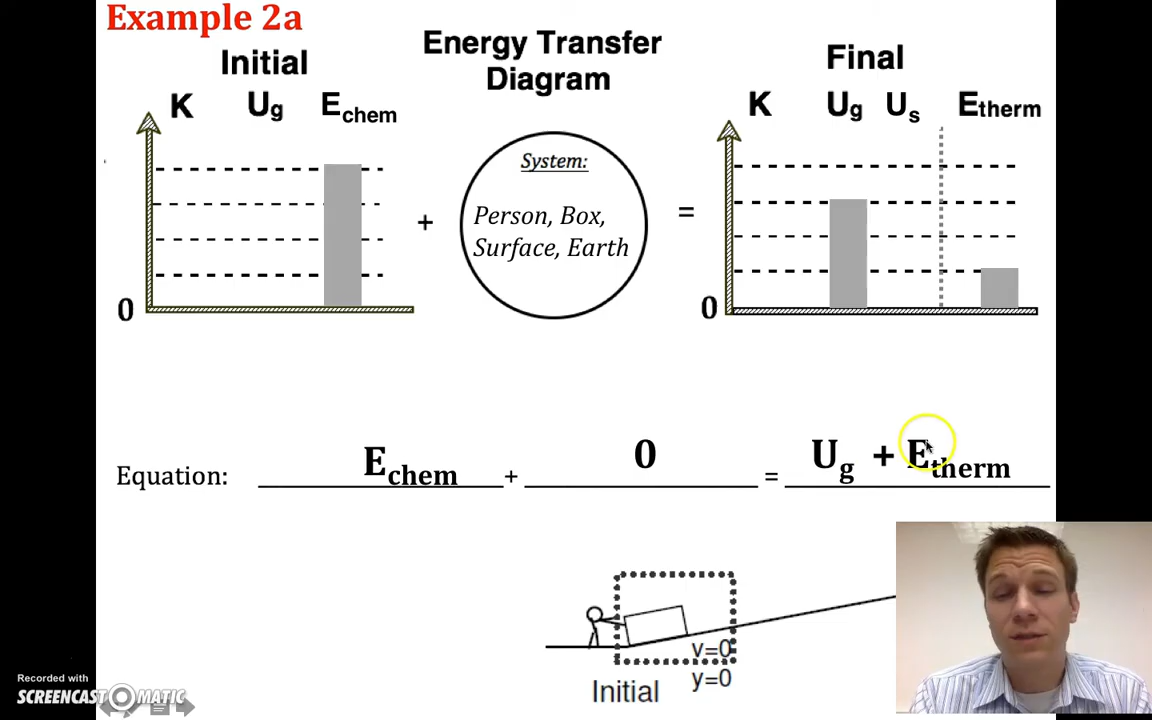 Example 2a
Initial
K Ug Echem
0
Energy Transfer
Diagram
+
System:
Person, Box,
Surface, Earth
=
Final
K Ug Us Etherm
0
Equation: Echem + 0 = Ug + Etherm
v=0
y=0
Initial
Recorded with
SCREENCAST-O-MATIC